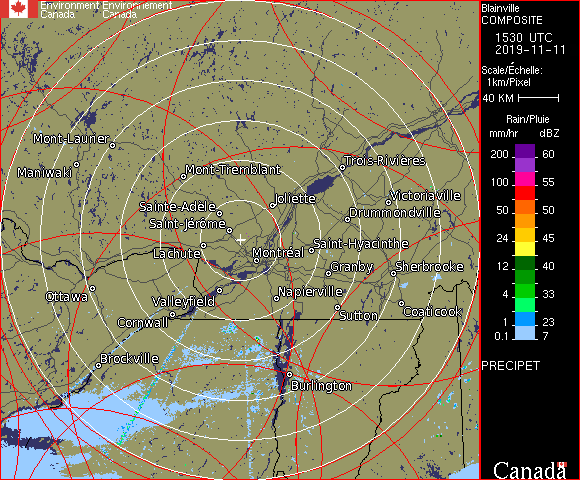 Environment Environnement
Canada Canada
Blainville
COMPOSITE
1530 UTC
2019-11-11
Scale/Échelle:
1km/Pixel
40 KM
Rain/Pluie
mm/hr dBZ
200 60
100 55
50 50
24 45
12 40
4 33
1 23
0.1 7
PRECIPET
Canada
Mont-Laurier
Maniwaki
Mont-Tremblant
Trois-Rivières
Joliette
Victoriaville
Sainte-Adele
Drummondville
Saint-Jérome
Saint-Hyacinthe
Lachute
Montréal
Granby
Sherbrooke
Ottawa
Valleyfield
Napierville
Cornwall
Sutton
Coaticook
Brockville
Burlington